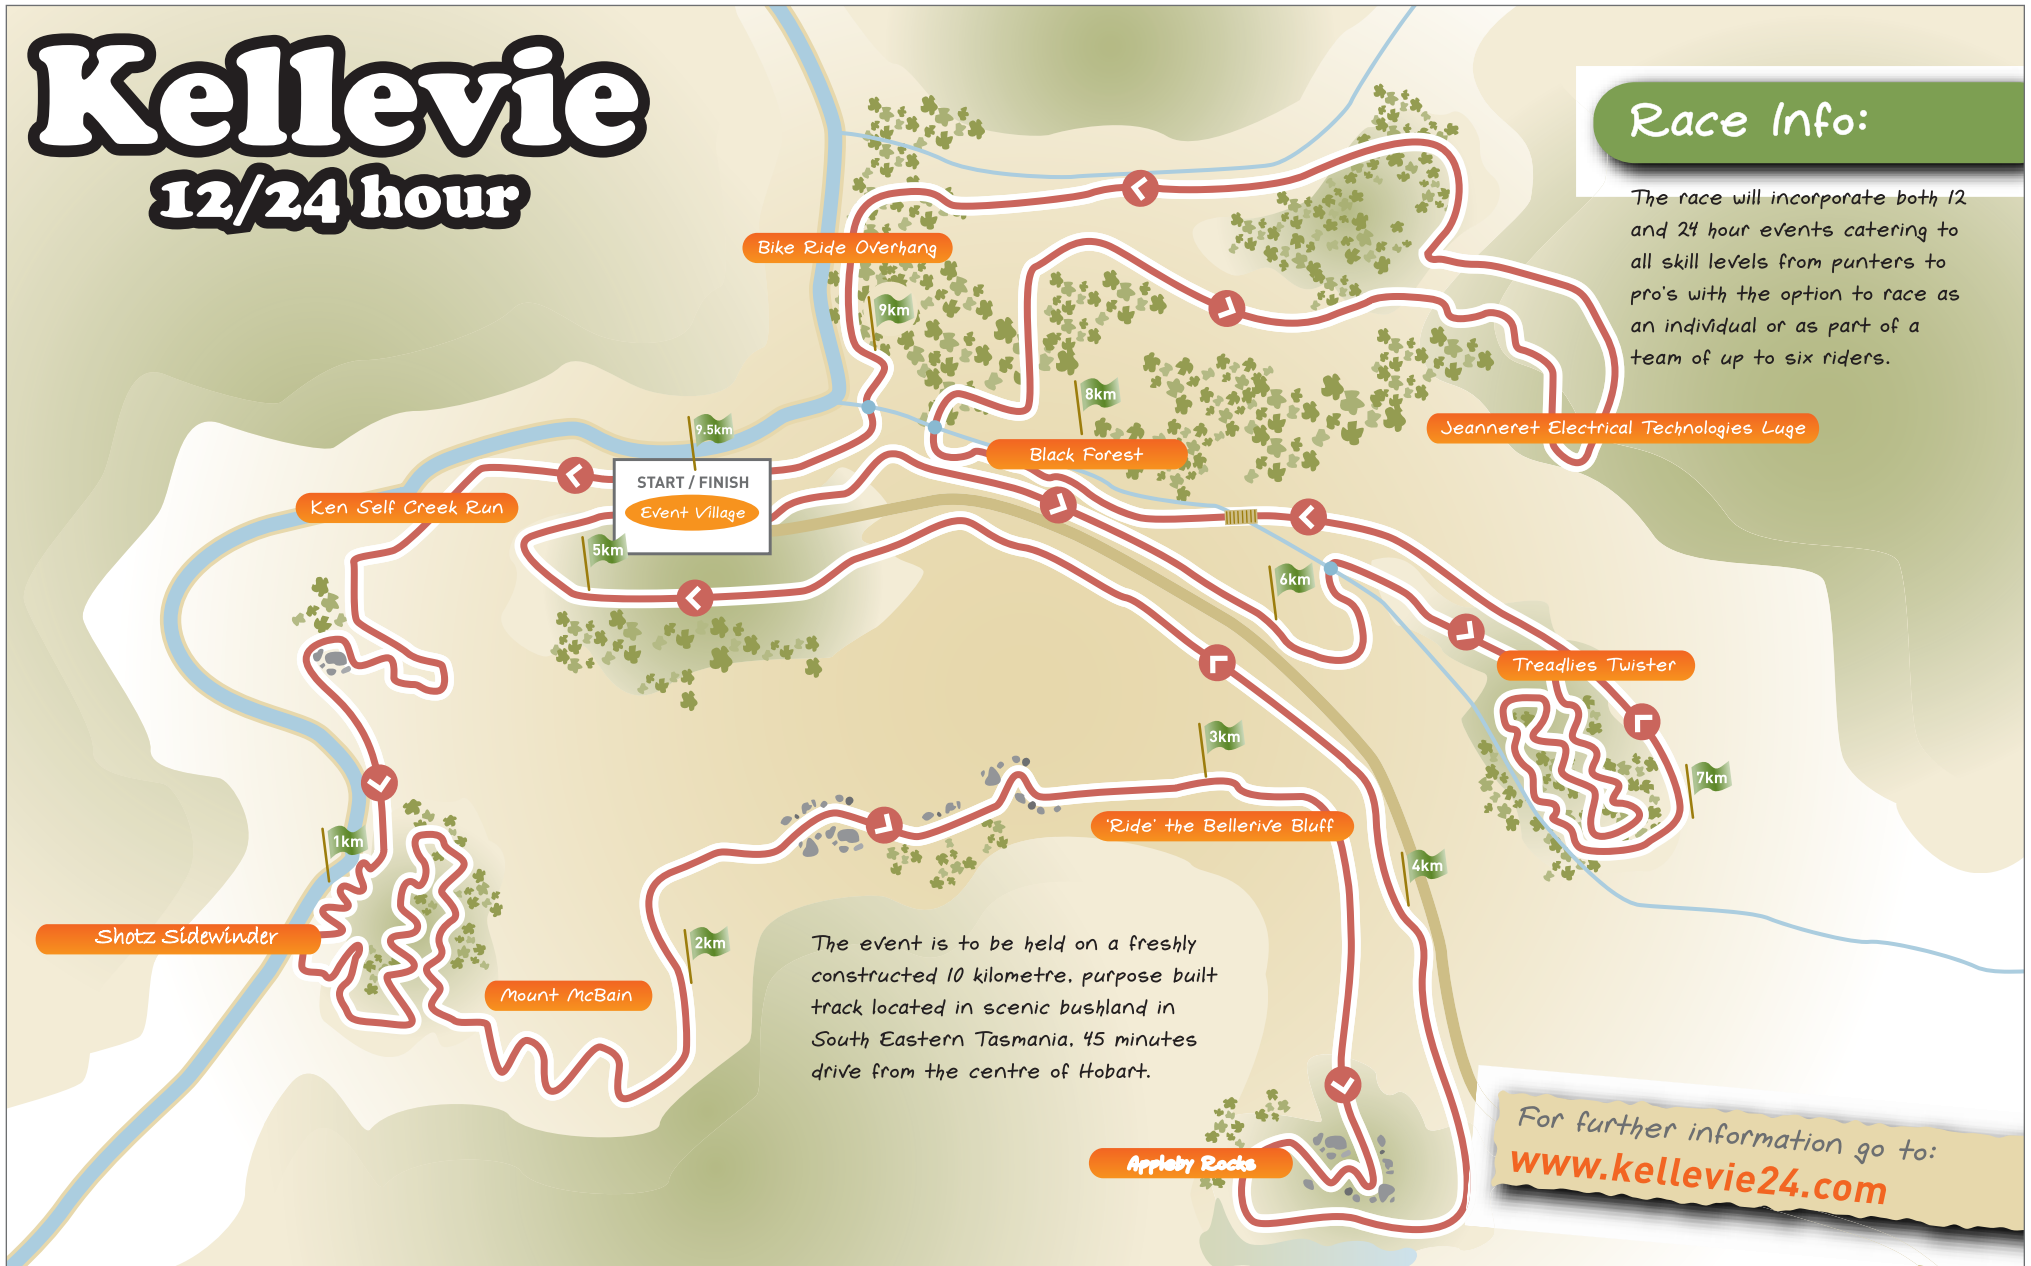 Kellevie
12/24 hour
Race Info:
The race will incorporate both 12
and 24 hour events catering to
all skill levels from punters to
pro's with the option to race as
an individual or as part of a
team of up to six riders.
Bike Ride Overhang
9km
8km
9.5km
Jeanneret Electrical Technologies Luge
Black Forest
START / FINISH
Event Village
Ken Self Creek Run
5km
6km
Treadlies Twister
3km
7km
'Ride' the Bellerive Bluff
1km
4km
Shotz Sidewinder
2km
Mount McBain
The event is to be held on a freshly
constructed 10 kilometre, purpose built
track located in scenic bushland in
South Eastern Tasmania, 45 minutes
drive from the centre of Hobart.
Appleby Rocks
For further information go to:
www.kellevie24.com